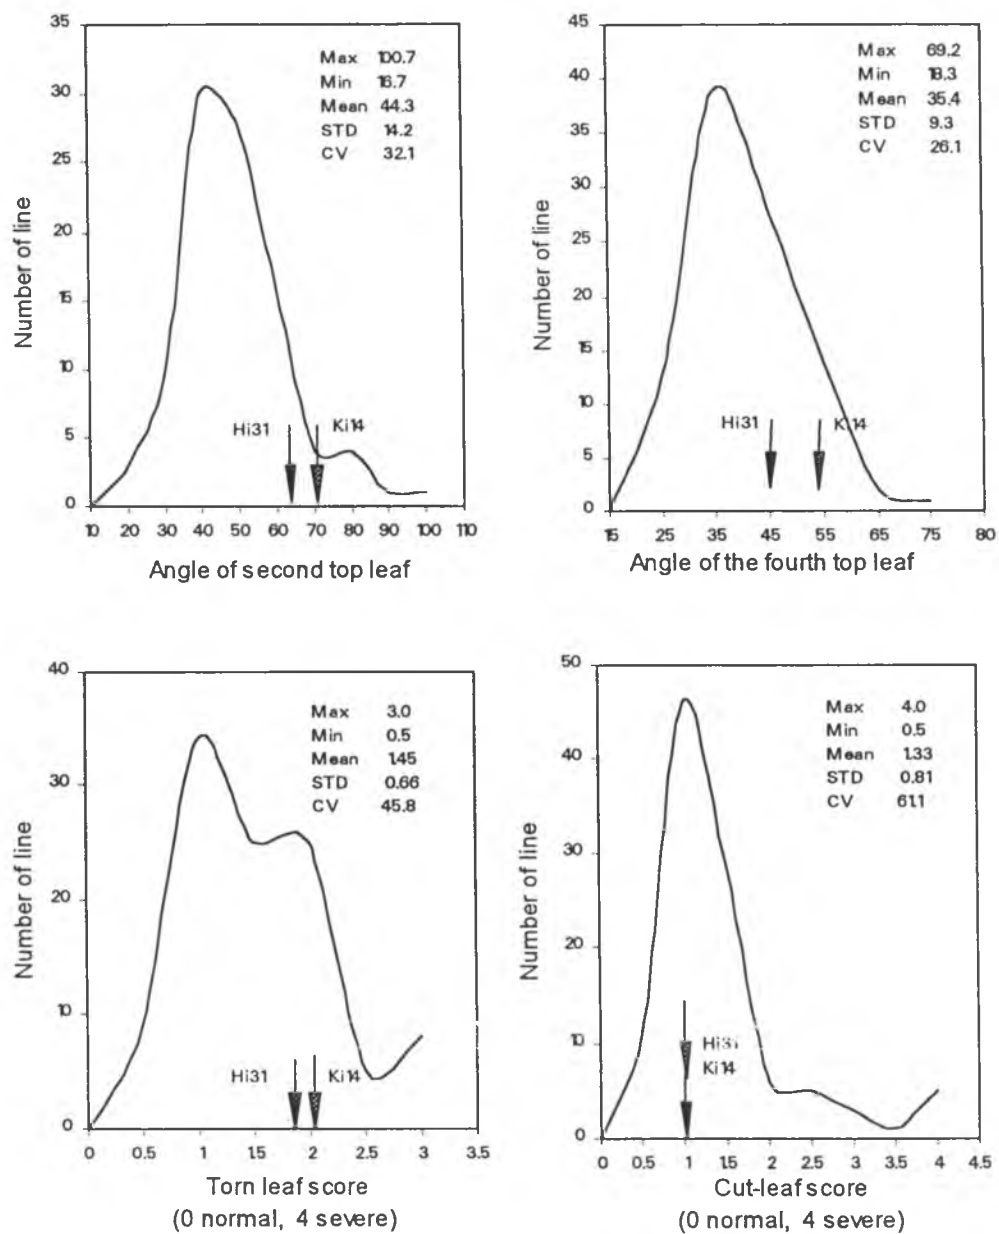 35
30
25
20
15
10
5
0
Number of line
Max 100.7
Min 16.7
Mean 44.3
STD 14.2
CV 32.1
Hi31 Ki14
10 20 30 40 50 60 70 80 90 100 110
Angle of second top leaf
45
40
35
30
25
20
15
10
5
0
Number of line
Max 69.2
Min 18.3
Mean 35.4
STD 9.3
CV 26.1
Hi31 Ki14
15 25 35 45 55 65 75 80
Angle of the fourth top leaf
40
30
20
10
0
Number of line
Max 3.0
Min 0.5
Mean 1.45
STD 0.66
CV 45.8
Hi31 Ki14
0 0.5 1 1.5 2 2.5 3 3.5
Torn leaf score
(0 normal, 4 severe)
50
40
30
20
10
0
Number of line
Max 4.0
Min 0.5
Mean 1.33
STD 0.81
CV 61.1
Hi31
Ki14
0 0.5 1 1.5 2 2.5 3 3.5 4 4.5
Cut-leaf score
(0 normal, 4 severe)